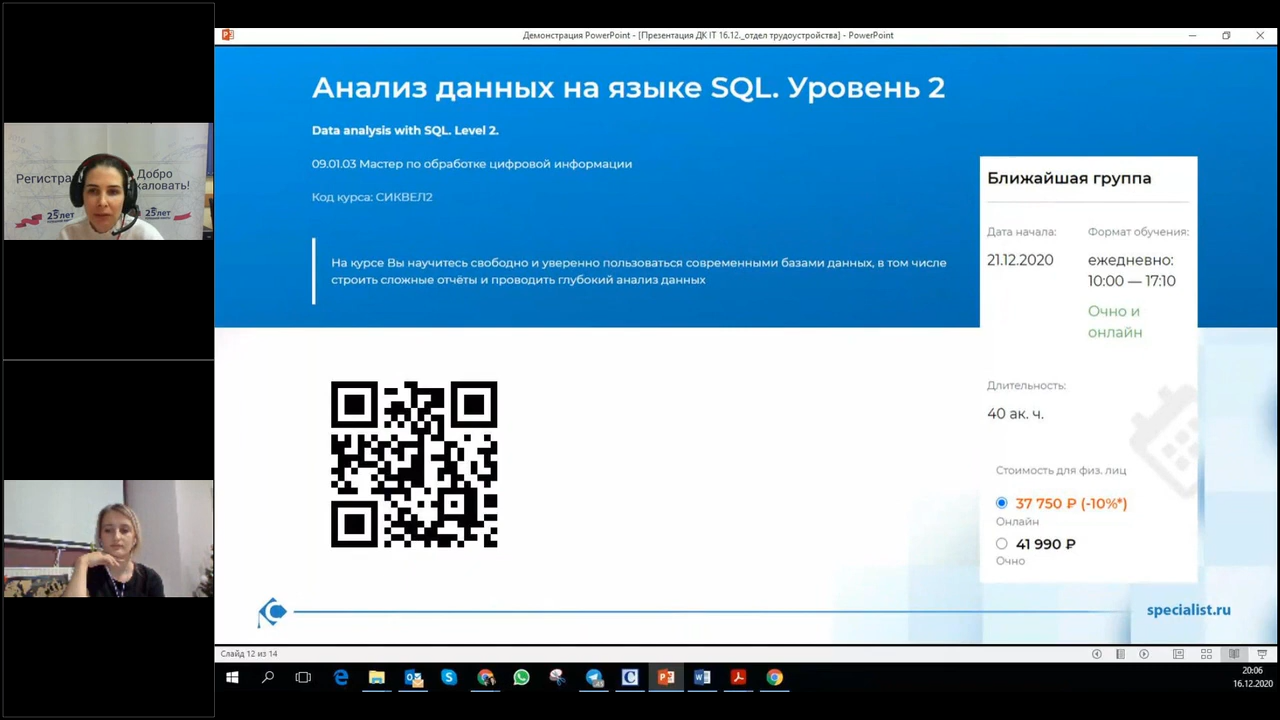 Демонстрация PowerPoint - [Презентация ДК IT 16.12._отдел трудоустройства] - PowerPoint
Анализ данных на языке SQL. Уровень 2
Data analysis with SQL. Level 2.
09.01.03 Мастер по обработке цифровой информации
Код курса: СИКВЕЛ2
На курсе Вы научитесь свободно и уверенно пользоваться современными базами данных, в том числе
строить сложные отчёты и проводить глубокий анализ данных
Ближайшая группа
Дата начала: Формат обучения:
21.12.2020 ежедневно:
10:00 — 17:10
Очно и
онлайн
Длительность:
40 ак. ч.
Стоимость для физ. лиц
37 750 ₽ (-10%*)
Онлайн
41 990 ₽
Очно
specialist.ru
Слайд 12 из 14
20:06
16.12.2020
Добро
25 лет
25 лет